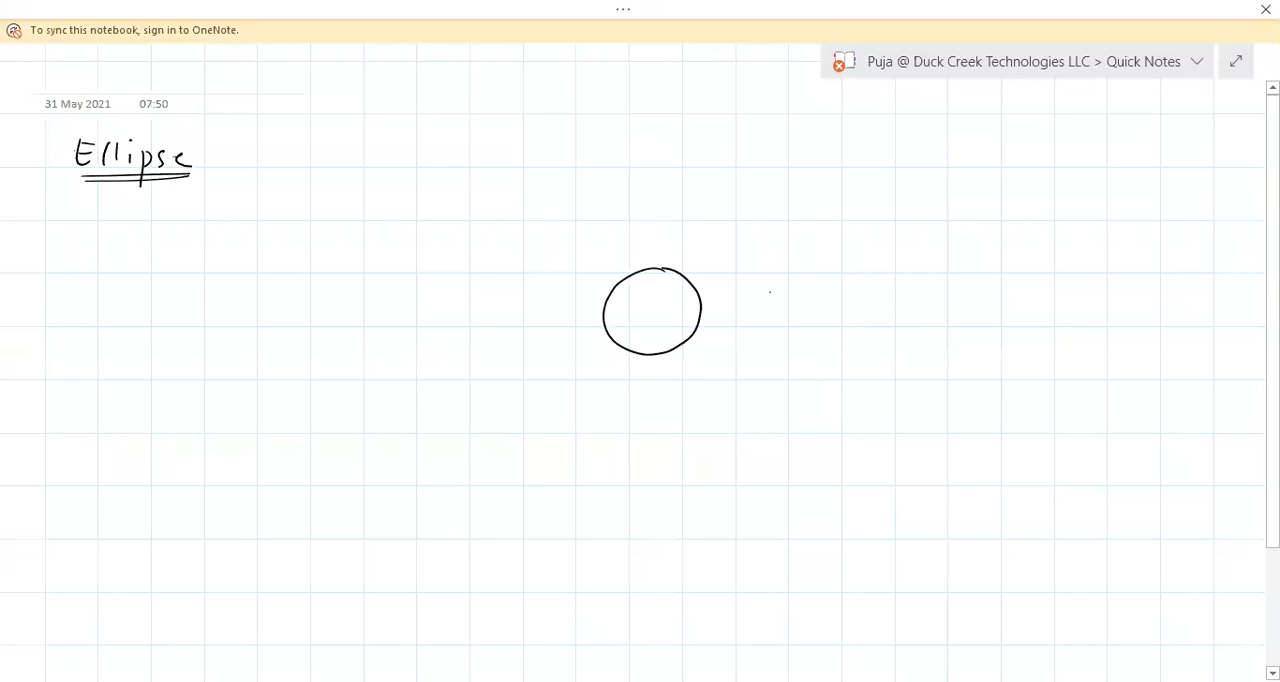 ...
To sync this notebook, sign in to OneNote.
Puja @ Duck Creek Technologies LLC > Quick Notes
31 May 2021 07:50
Ellipse